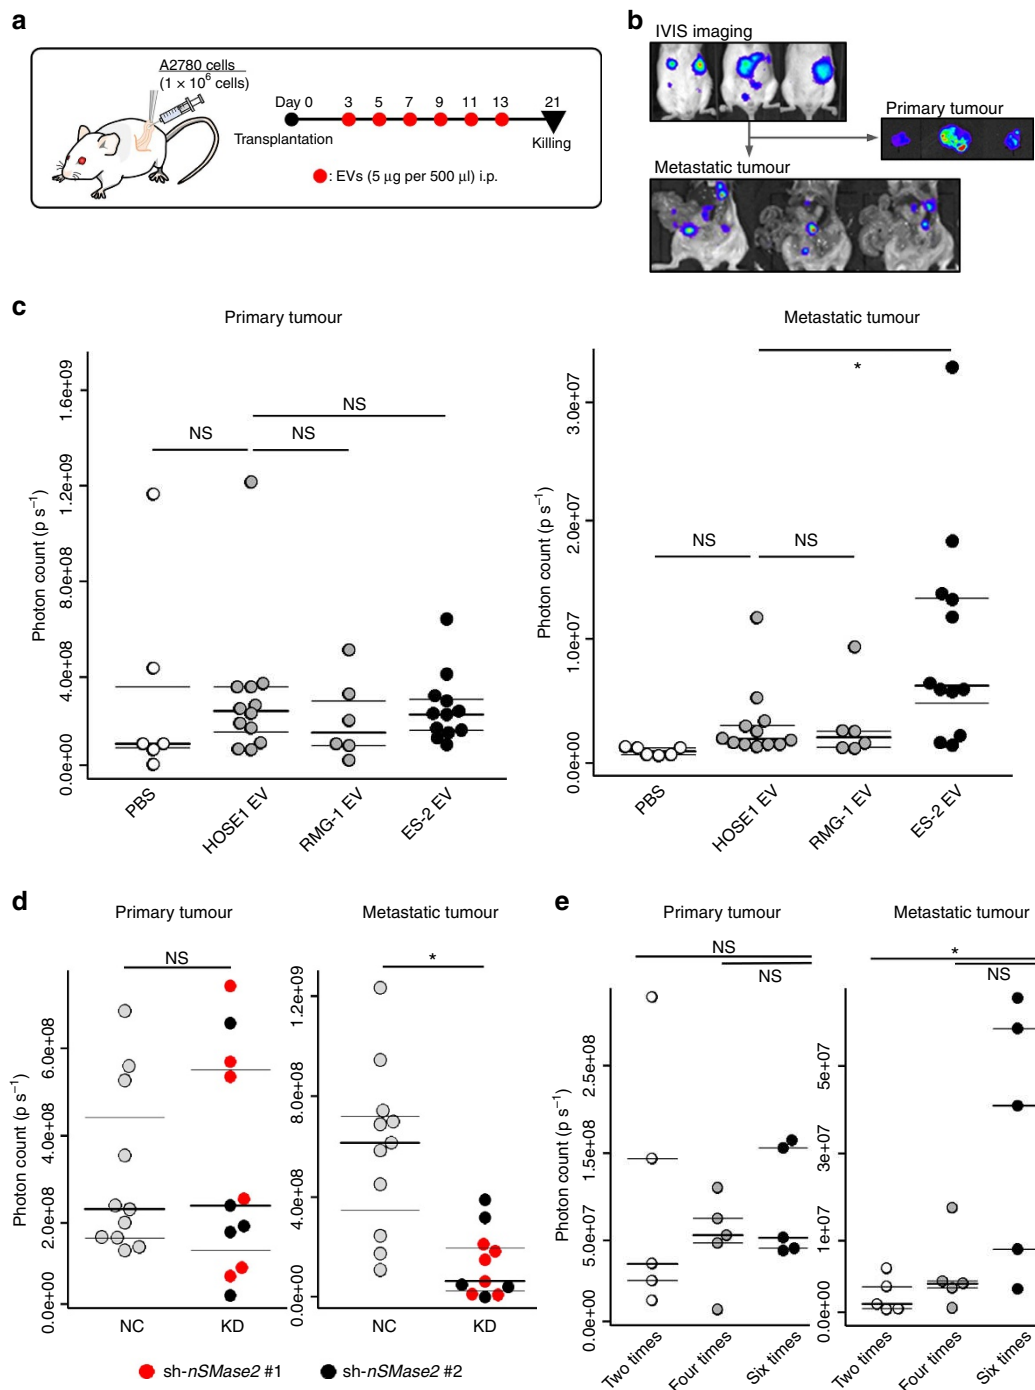 a
A2780 cells
(1 × 10⁶ cells)
Day 0 3 5 7 9 11 13 21
Transplantation
Killing
: EVs (5 µg per 500 µl) i.p.
b
IVIS imaging
Primary tumour
Metastatic tumour
c
Primary tumour
Photon count (p s⁻¹)
1.6e+09
1.2e+09
8.0e+08
4.0e+08
0.0e+00
NS
NS
NS
PBS
HOSE1 EV
RMG-1 EV
ES-2 EV
Metastatic tumour
Photon count (p s⁻¹)
3.0e+07
2.0e+07
1.0e+07
0.0e+00
*
NS
NS
PBS
HOSE1 EV
RMG-1 EV
ES-2 EV
d
Primary tumour
NS
Photon count (p s⁻¹)
6.0e+08
4.0e+08
2.0e+08
0.0e+00
NC
KD
Metastatic tumour
*
1.2e+09
8.0e+08
4.0e+08
0.0e+00
NC
KD
sh-nSMase2 #1
sh-nSMase2 #2
e
Primary tumour
NS
NS
Photon count (p s⁻¹)
2.5e+08
1.5e+08
5.0e+07
0.0e+00
Two times
Four times
Six times
Metastatic tumour
*
NS
5e+07
3e+07
1e+07
0.0e+00
Two times
Four times
Six times